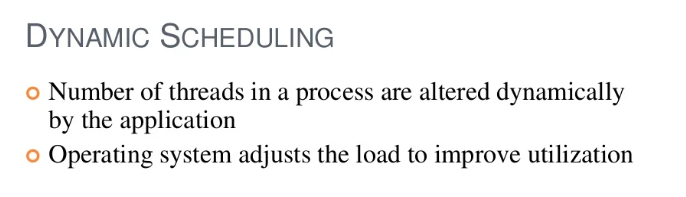 DYNAMIC SCHEDULING
Number of threads in a process are altered dynamically
by the application
Operating system adjusts the load to improve utilization